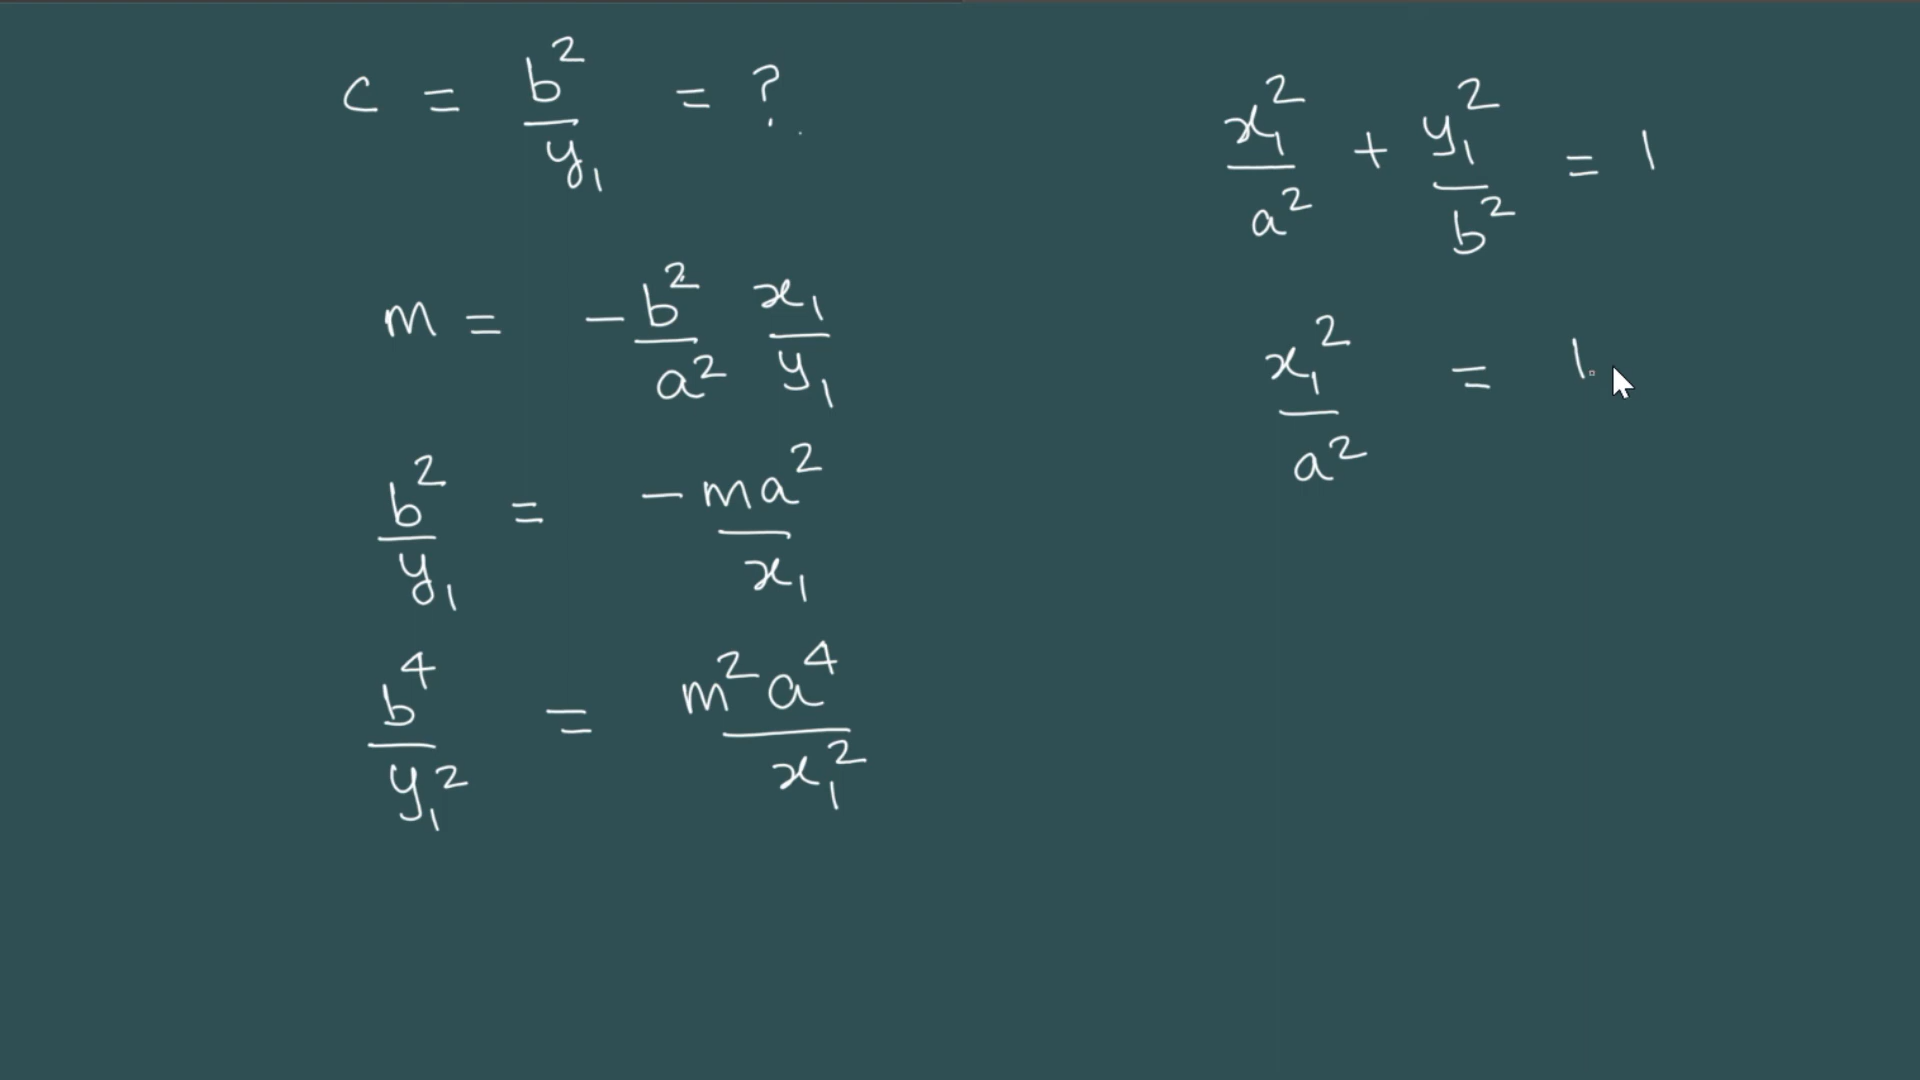 c = b²/y₁ = ?
m = -b²/a² x₁/y₁
b²/y₁ = -ma²/x₁
b⁴/y₁² = m²a⁴/x₁²
x₁²/a² + y₁²/b² = 1
x₁²/a² = 1